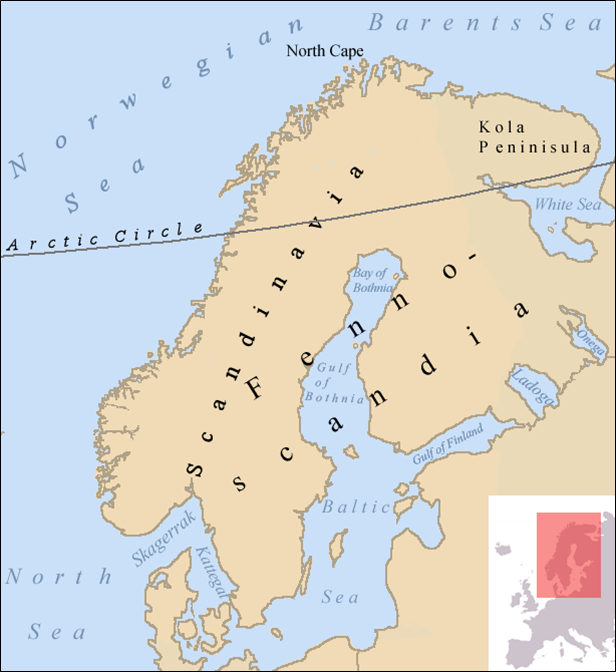 Barents Sea
Norwegian
Sea
North Cape
Kola
Peninisula
Arctic Circle
White Sea
Scandinavia
Fenno-
scandia
Bay of
Bothnia
Gulf
of
Bothnia
Onega
Ladoga
Gulf of Finland
Skagerrak
Kattegat
Baltic
Sea
North
Sea